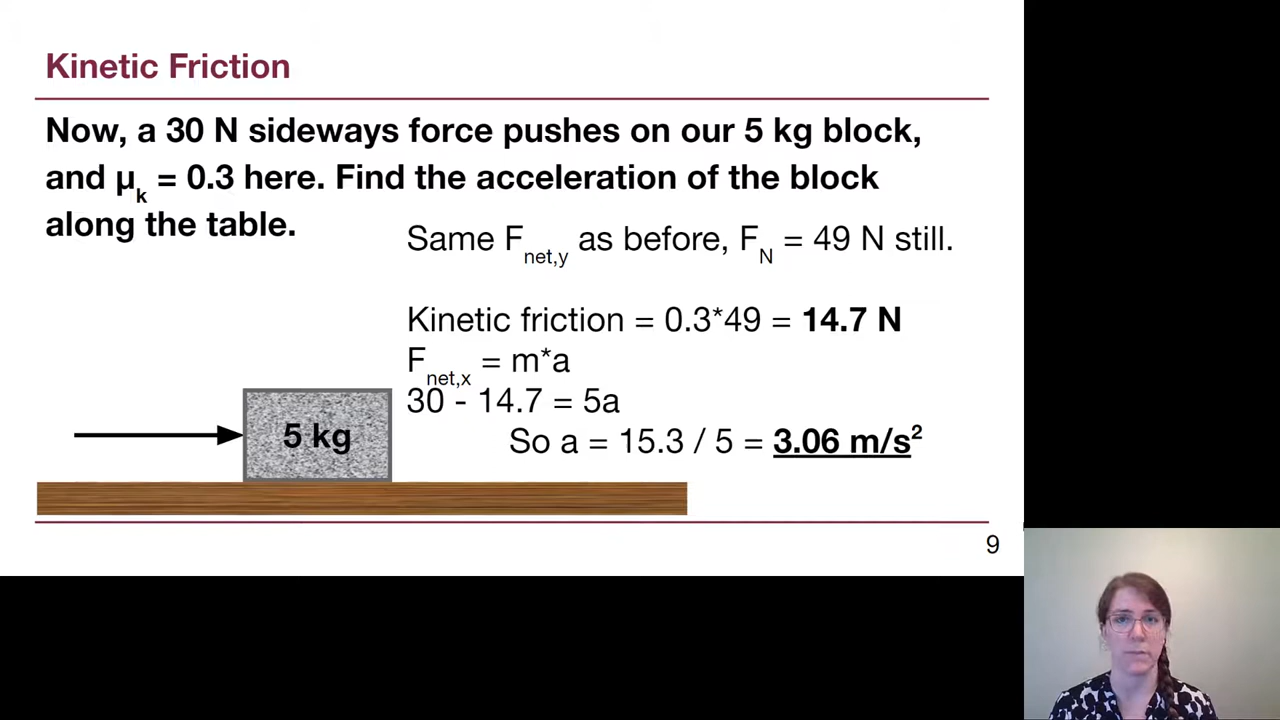 Kinetic Friction
Now, a 30 N sideways force pushes on our 5 kg block,
and μk = 0.3 here. Find the acceleration of the block
along the table.
Same Fnet,y as before, FN = 49 N still.
Kinetic friction = 0.3*49 = 14.7 N
Fnet,x = m*a
30 - 14.7 = 5a
So a = 15.3 / 5 = 3.06 m/s²
5 kg
9